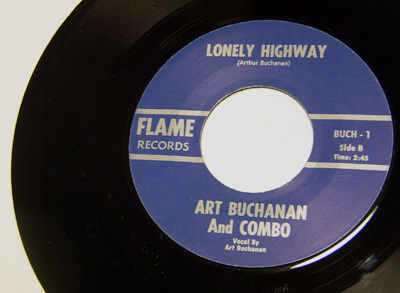 LONELY HIGHWAY
(Arthur Buchanan)
FLAME
RECORDS
BUCH - 1
Side B
Time: 2:45
ART BUCHANAN
And COMBO
Vocal By
Art Buchanan